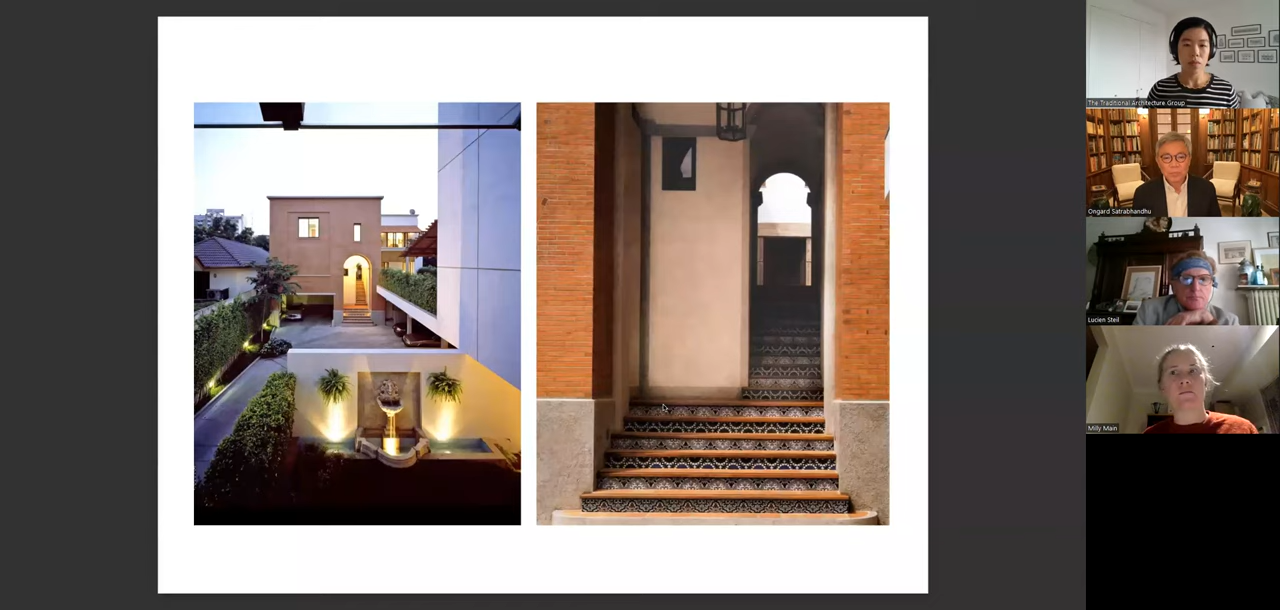 The Traditional Architecture Group
Ongard Satrabhandhu
Lucien Steil
Milly Main